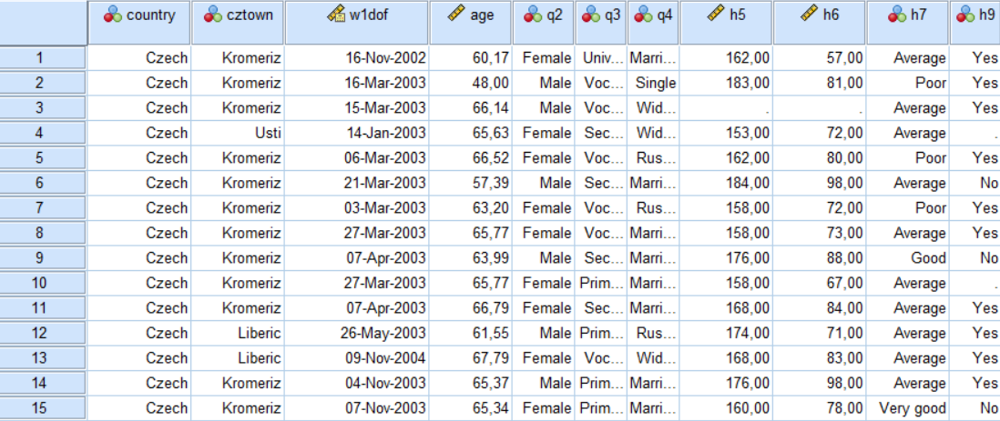 country cztown w1dof age q2 q3 q4 h5 h6 h7 h9
1 Czech Kromeriz 16-Nov-2002 60,17 Female Univ... Marri... 162,00 57,00 Average Yes
2 Czech Kromeriz 16-Mar-2003 48,00 Male Voc... Single 183,00 81,00 Poor Yes
3 Czech Kromeriz 15-Mar-2003 66,14 Male Voc... Wid... . . Average Yes
4 Czech Usti 14-Jan-2003 65,63 Female Sec... Wid... 153,00 72,00 Average .
5 Czech Kromeriz 06-Mar-2003 66,52 Female Voc... Rus... 162,00 80,00 Poor Yes
6 Czech Kromeriz 21-Mar-2003 57,39 Male Sec... Marri... 184,00 98,00 Average No
7 Czech Kromeriz 03-Mar-2003 63,20 Female Voc... Rus... 158,00 72,00 Poor Yes
8 Czech Kromeriz 27-Mar-2003 65,77 Female Voc... Marri... 158,00 73,00 Average Yes
9 Czech Kromeriz 07-Apr-2003 63,99 Male Sec... Marri... 176,00 88,00 Good No
10 Czech Kromeriz 27-Mar-2003 65,77 Female Prim... Marri... 158,00 67,00 Average .
11 Czech Kromeriz 07-Apr-2003 66,79 Female Sec... Marri... 168,00 84,00 Average Yes
12 Czech Liberic 26-May-2003 61,55 Male Prim... Rus... 174,00 71,00 Average Yes
13 Czech Liberic 09-Nov-2004 67,79 Female Voc... Wid... 168,00 83,00 Average Yes
14 Czech Kromeriz 04-Nov-2003 65,37 Male Prim... Marri... 176,00 98,00 Average Yes
15 Czech Kromeriz 07-Nov-2003 65,34 Female Prim... Marri... 160,00 78,00 Very good No